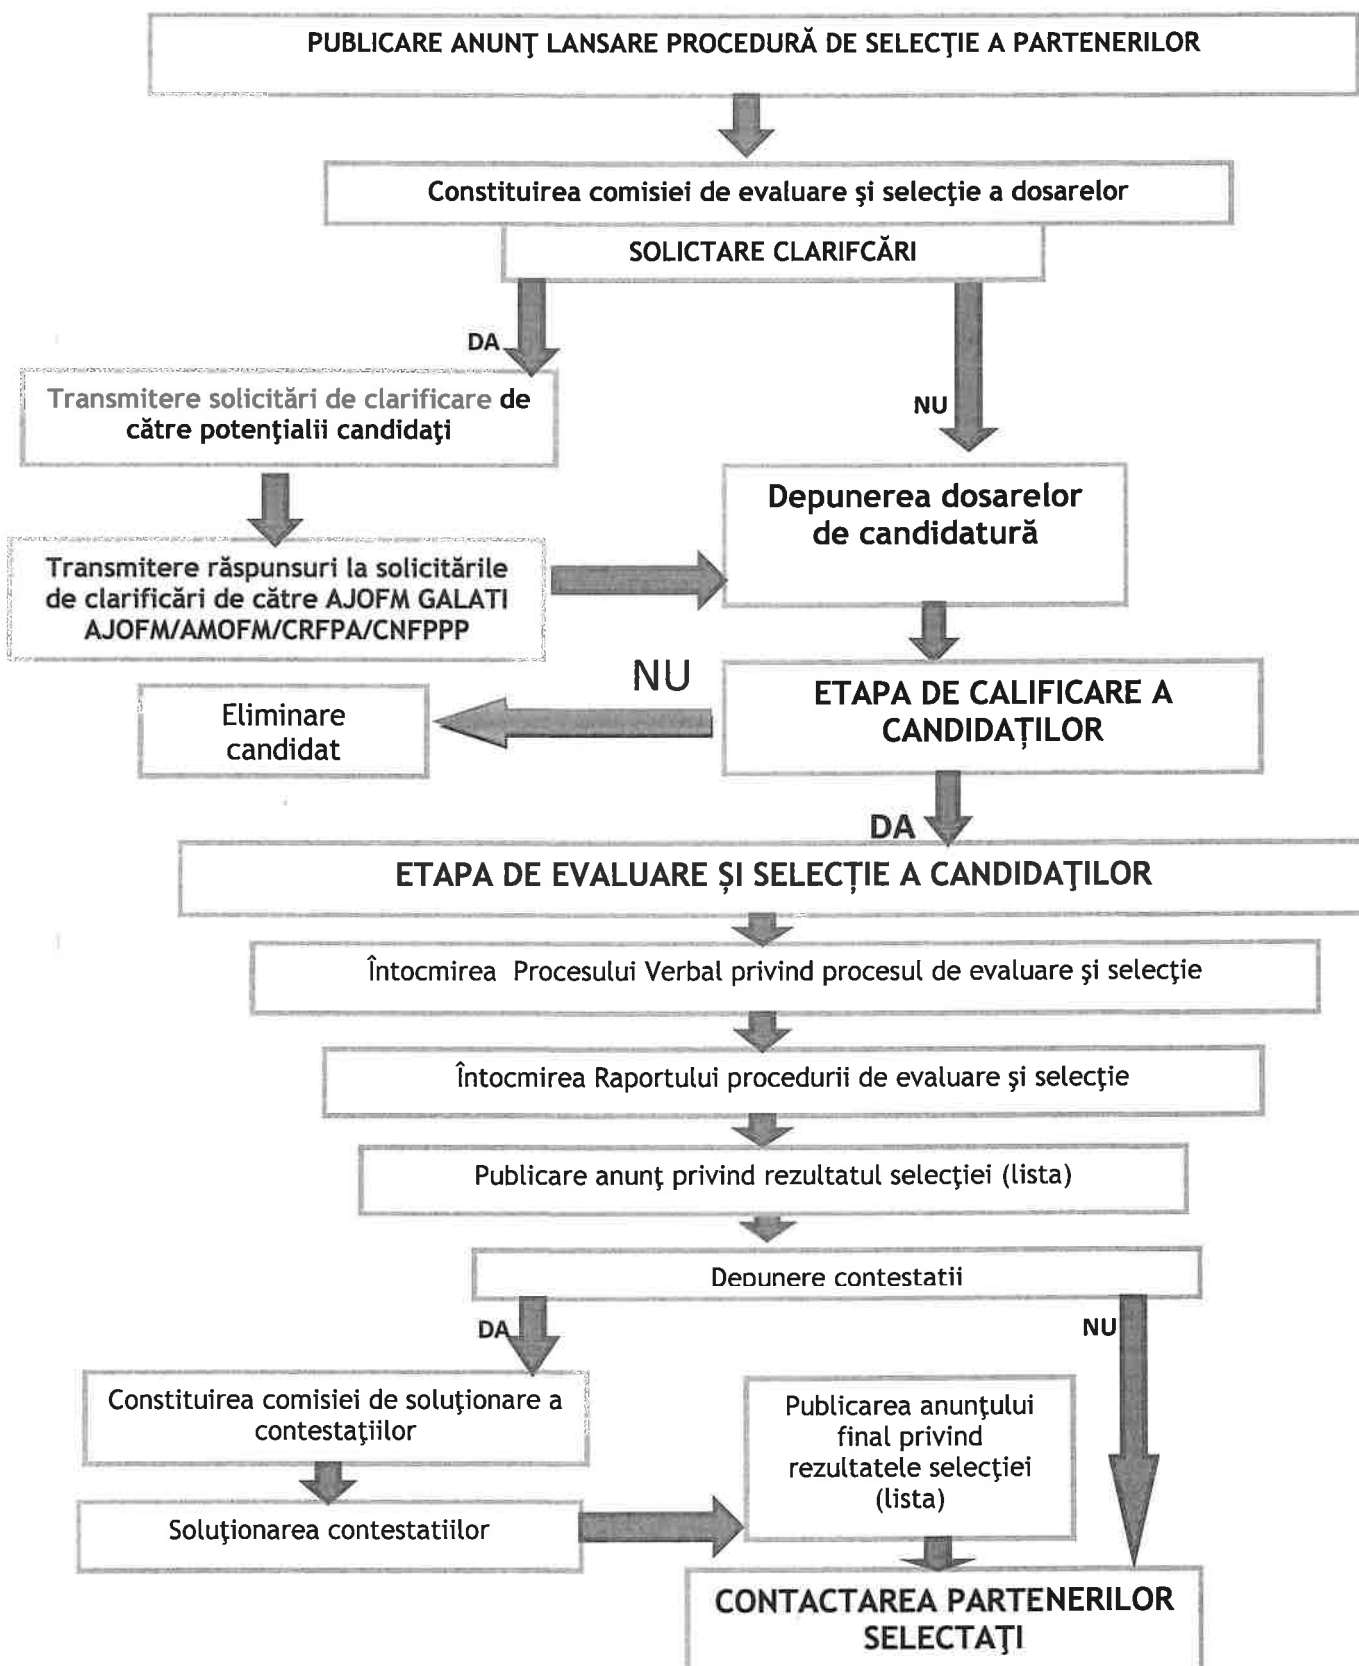 PUBLICARE ANUNŢ LANSARE PROCEDURĂ DE SELECŢIE A PARTENERILOR
Constituirea comisiei de evaluare şi selecţie a dosarelor
SOLICTARE CLARIFCĂRI
DA
Transmitere solicitări de clarificare de
către potenţialii candidaţi
NU
Depunerea dosarelor
de candidatură
Transmitere răspunsuri la solicitările
de clarificări de către AJOFM GALATI
AJOFM/AMOFM/CRFPA/CNFPPP
NU
ETAPA DE CALIFICARE A
CANDIDAȚILOR
Eliminare
candidat
DA
ETAPA DE EVALUARE ȘI SELECȚIE A CANDIDAŢILOR
Întocmirea Procesului Verbal privind procesul de evaluare şi selecţie
Întocmirea Raportului procedurii de evaluare şi selecţie
Publicare anunţ privind rezultatul selecţiei (lista)
Depunere contestatii
DA
NU
Constituirea comisiei de soluţionare a
contestaţiilor
Publicarea anunţului
final privind
rezultatele selecţiei
(lista)
Soluţionarea contestatiilor
CONTACTAREA PARTENERILOR
SELECTAŢI